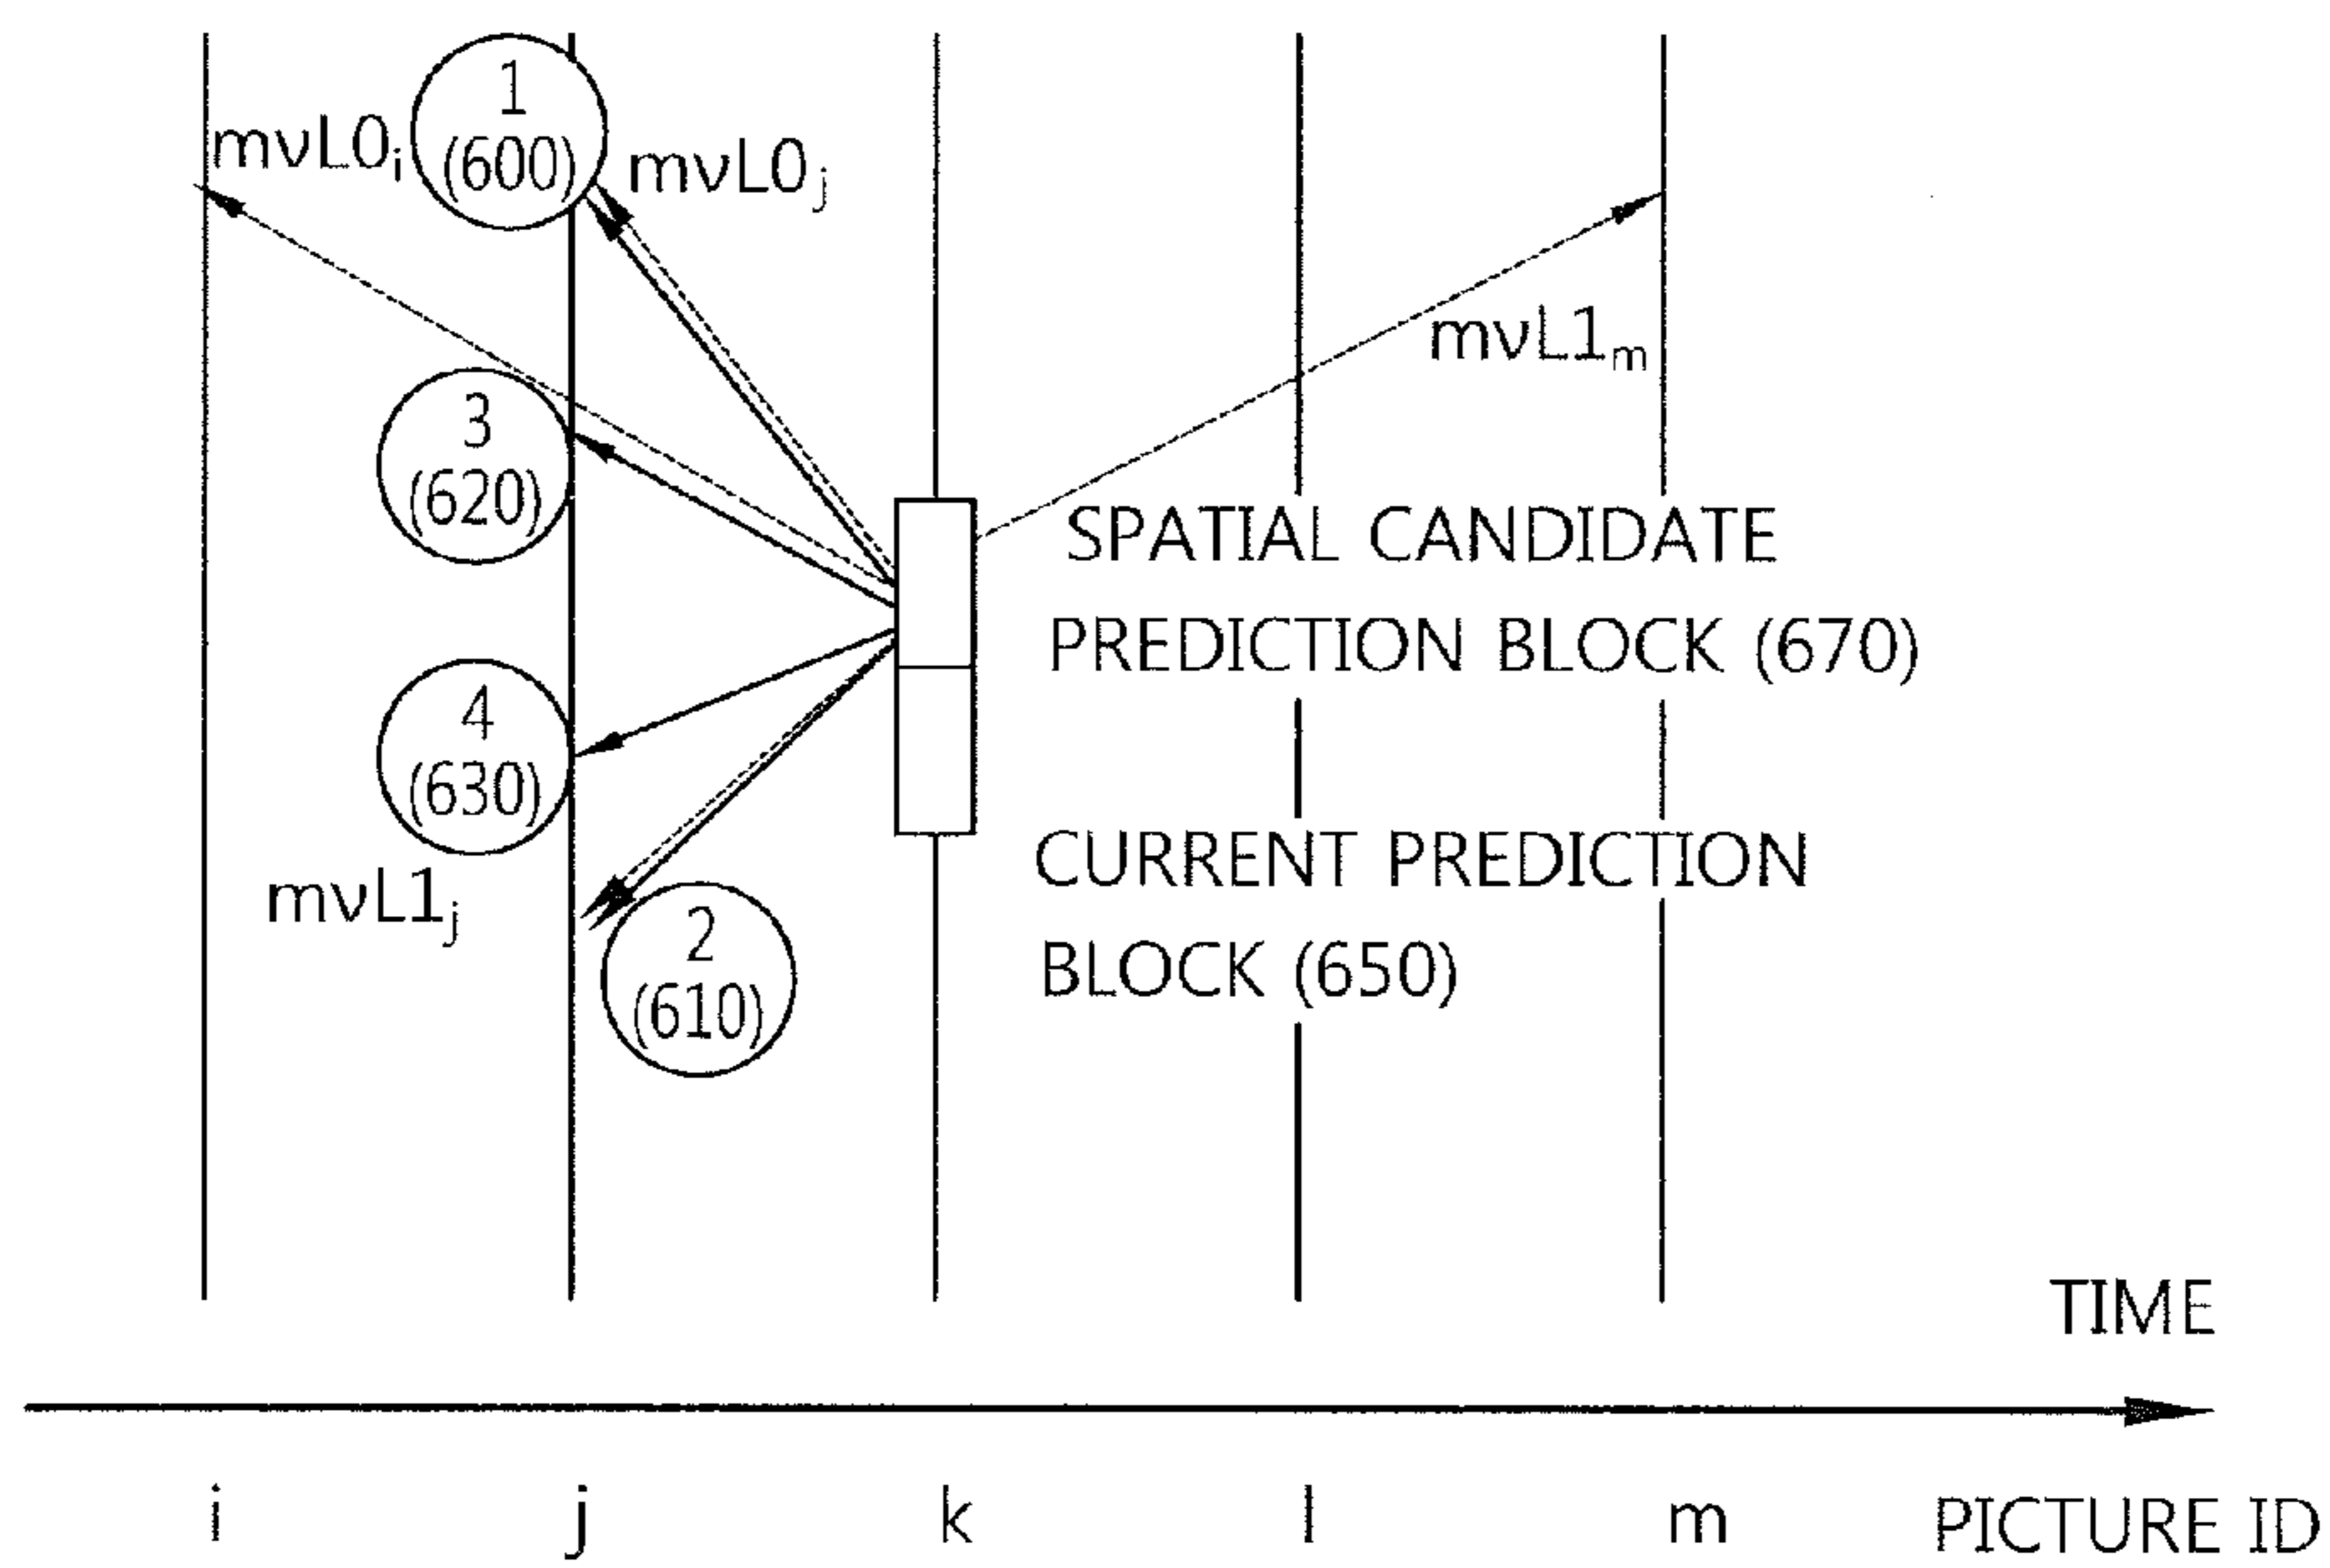 1
(600)
mvL0i
mvL0j
mvL1m
3
(620)
SPATIAL CANDIDATE
PREDICTION BLOCK (670)
4
(630)
CURRENT PREDICTION
BLOCK (650)
mvL1j
2
(610)
TIME
i j k l m PICTURE ID